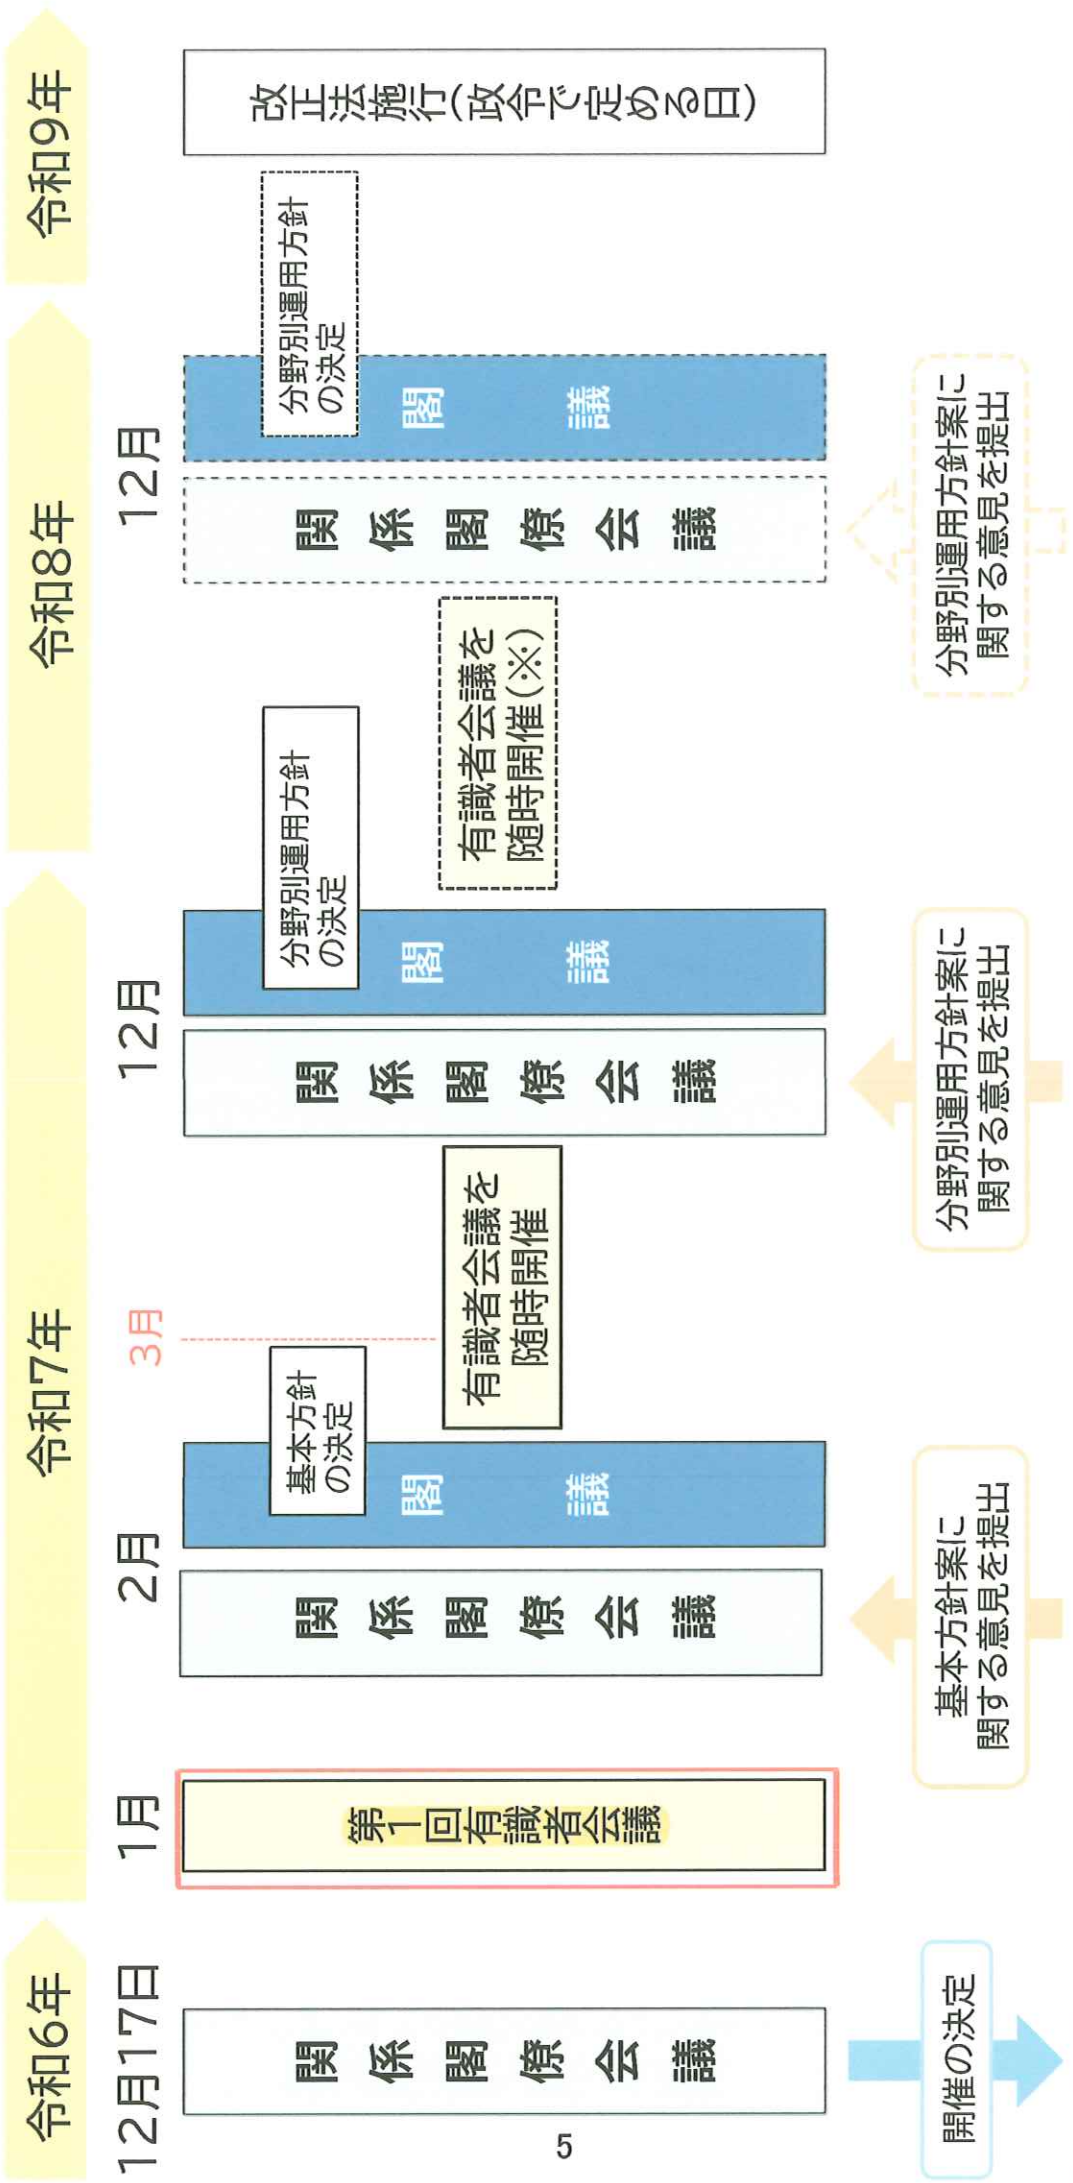 令和6年
令和7年
令和8年
令和9年
12月17日
1月
2月
3月
12月
12月
関係閣僚会議
第1回有識者会議
関係閣僚会議
閣議
基本方針
の決定
有識者会議を
随時開催
関係閣僚会議
閣議
分野別運用方針
の決定
有識者会議を
随時開催(※)
関係閣僚会議
閣議
分野別運用方針
の決定
改正法施行(政令で定める日)
開催の決定
基本方針案に
関する意見を提出
分野別運用方針案に
関する意見を提出
分野別運用方針案に
関する意見を提出
5